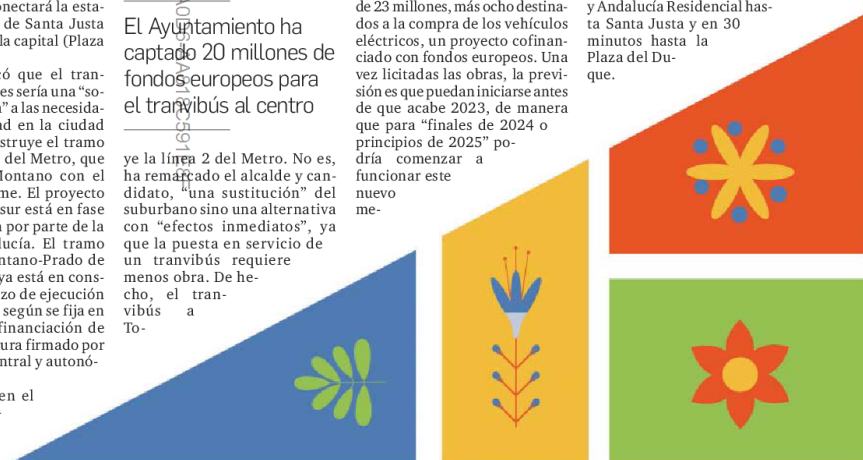 onectará la esta-
de Santa Justa
la capital (Plaza
ó que el tran-
es sería una “so-
” a las necesida-
ad en la ciudad
struye el tramo
del Metro, que
Montano con el
me. El proyecto
sur está en fase
por parte de la
lucía. El tramo
ntano-Prado de
ya está en cons-
zo de ejecución
según se fija en
financiación de
ura firmado por
entral y autonó-
en el
El Ayuntamiento ha
captado 20 millones de
fondos europeos para
el tranvibús al centro
ye la línea 2 del Metro. No es,
ha remarcado el alcalde y can-
didato, “una sustitución” del
suburbano sino una alternativa
con “efectos inmediatos”, ya
que la puesta en servicio de
un tranvibús requiere
menos obra. De he-
cho, el tran-
vibús a
To-
de 23 millones, más ocho destina-
dos a la compra de los vehículos
eléctricos, un proyecto cofinan-
ciado con fondos europeos. Una
vez licitadas las obras, la previ-
sión es que puedan iniciarse antes
de que acabe 2023, de manera
que para “finales de 2024 o
principios de 2025” po-
dría comenzar a
funcionar este
nuevo
me-
y Andalucía Residencial has-
ta Santa Justa y en 30
minutos hasta la
Plaza del Du-
que.